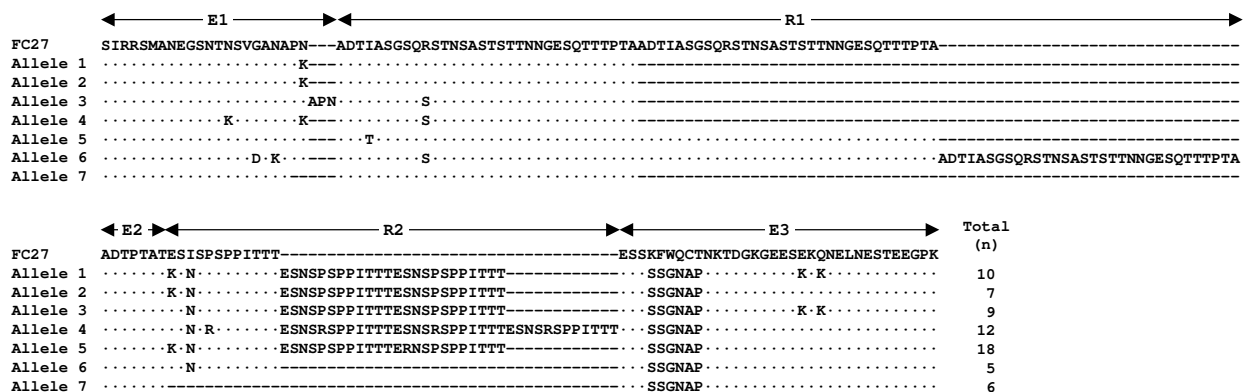 E1 R1
FC27 SIRRSMANEGSNTNSVGANAPN---ADTIASGSQRSTNSASTSTTNNGESQTTTPTAADTIASGSQRSTNSASTSTTNNGESQTTTPTA--------------------------------
Allele 1 ·····················K---································----------------------------------------------------------------
Allele 2 ·····················K---································----------------------------------------------------------------
Allele 3 ······················APN·········S······················----------------------------------------------------------------
Allele 4 ·············K·······K---·········S······················----------------------------------------------------------------
Allele 5 ······················---···T····························································--------------------------------
Allele 6 ················D·K···---·········S······················································ADTIASGSQRSTNSASTSTTNNGESQTTTPTA
Allele 7 ····················-----································----------------------------------------------------------------
E2 R2 E3 Total
(n)
FC27 ADTPTATESISPSPPITTT------------------------------------ESSKFWQCTNKTDGKGEESEKQNELNESTEEGPK
Allele 1 ·······K·N·········ESNSPSPPITTTESNSPSPPITTT------------···SSGNAP··········K·K············ 10
Allele 2 ·······K·N·········ESNSPSPPITTTESNSPSPPITTT------------···SSGNAP························· 7
Allele 3 ·········N·········ESNSPSPPITTTESNSPSPPITTT------------···SSGNAP··········K·K············ 9
Allele 4 ·········N·R·······ESNSRSPPITTTESNSRSPPITTTESNSRSPPITTT···SSGNAP························· 12
Allele 5 ·······K·N·········ESNSPSPPITTTERNSPSPPITTT------------···SSGNAP························· 18
Allele 6 ·········N·········------------------------------------···SSGNAP························· 5
Allele 7 ·······------------------------------------------------···SSGNAP························· 6